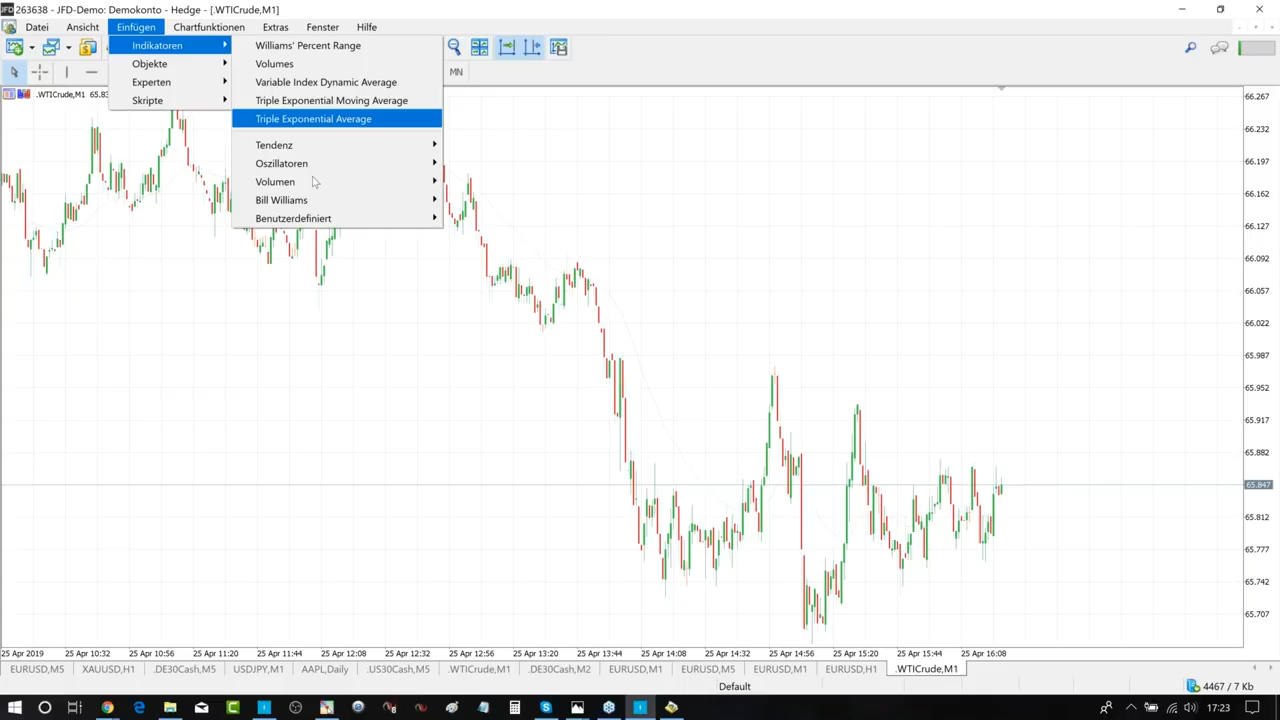 263638 - JFD-Demo: Demokonto - Hedge - [.WTICrude,M1]
Datei Ansicht Einfügen Chartfunktionen Extras Fenster Hilfe
Indikatoren
Objekte
Experten
Skripte
Williams' Percent Range
Volumes
Variable Index Dynamic Average
Triple Exponential Moving Average
Triple Exponential Average
Tendenz
Oszillatoren
Volumen
Bill Williams
Benutzerdefiniert
MN
.WTICrude,M1 65.83
66.267
66.232
66.197
66.162
66.127
66.092
66.057
66.022
65.987
65.952
65.917
65.882
65.847
65.812
65.777
65.742
65.707
25 Apr 2019 25 Apr 10:32 25 Apr 10:56 25 Apr 11:20 25 Apr 11:44 25 Apr 12:08 25 Apr 12:32 25 Apr 12:56 25 Apr 13:20 25 Apr 13:44 25 Apr 14:08 25 Apr 14:32 25 Apr 14:56 25 Apr 15:20 25 Apr 15:44 25 Apr 16:08
EURUSD,M5 XAUUSD,H1 .DE30Cash,M5 USDJPY,M1 AAPL,Daily .US30Cash,M5 .WTICrude,M1 .DE30Cash,M2 EURUSD,M1 EURUSD,M5 EURUSD,M1 EURUSD,H1 .WTICrude,M1
Default
4467 / 7 Kb
17:23